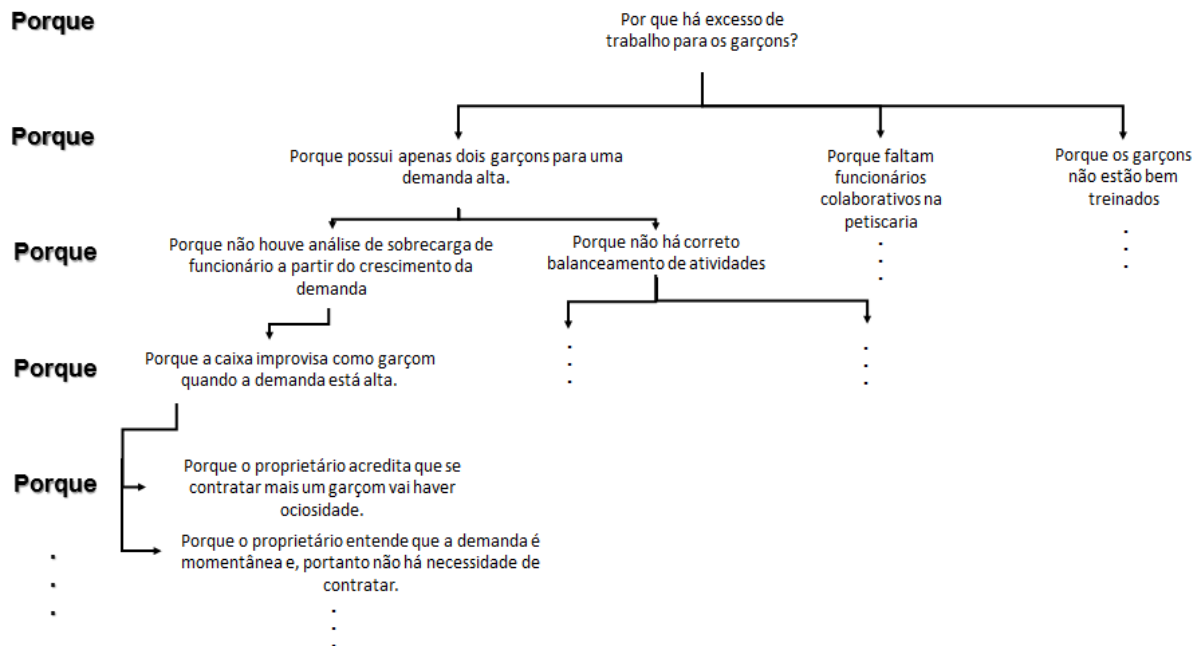 Porque
Por que há excesso de
trabalho para os garçons?
Porque
Porque possui apenas dois garçons para uma
demanda alta.
Porque faltam
funcionários
colaborativos na
petiscaria
Porque os garçons
não estão bem
treinados
Porque
Porque não houve análise de sobrecarga de
funcionário a partir do crescimento da
demanda
Porque não há correto
balanceamento de atividades
Porque
Porque a caixa improvisa como garçom
quando a demanda está alta.
Porque
Porque o proprietário acredita que se
contratar mais um garçom vai haver
ociosidade.
Porque o proprietário entende que a demanda é
momentânea e, portanto não há necessidade de
contratar.